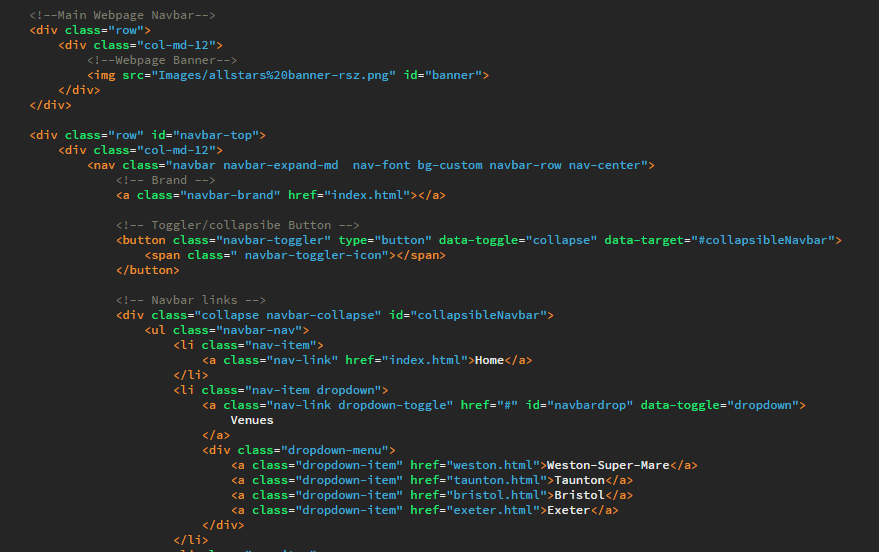 <!--Main Webpage Navbar-->
<div class="row">
<div class="col-md-12">
<!--Webpage Banner-->
<img src="Images/allstars%20banner-rsz.png" id="banner">
</div>
</div>
<div class="row" id="navbar-top">
<div class="col-md-12">
<nav class="navbar navbar-expand-md  nav-font bg-custom navbar-row nav-center">
<!-- Brand -->
<a class="navbar-brand" href="index.html"></a>
<!-- Toggler/collapsibe Button -->
<button class="navbar-toggler" type="button" data-toggle="collapse" data-target="#collapsibleNavbar">
<span class=" navbar-toggler-icon"></span>
</button>
<!-- Navbar links -->
<div class="collapse navbar-collapse" id="collapsibleNavbar">
<ul class="navbar-nav">
<li class="nav-item">
<a class="nav-link" href="index.html">Home</a>
</li>
<li class="nav-item dropdown">
<a class="nav-link dropdown-toggle" href="#" id="navbardrop" data-toggle="dropdown">
Venues
</a>
<div class="dropdown-menu">
<a class="dropdown-item" href="weston.html">Weston-Super-Mare</a>
<a class="dropdown-item" href="taunton.html">Taunton</a>
<a class="dropdown-item" href="bristol.html">Bristol</a>
<a class="dropdown-item" href="exeter.html">Exeter</a>
</div>
</li>